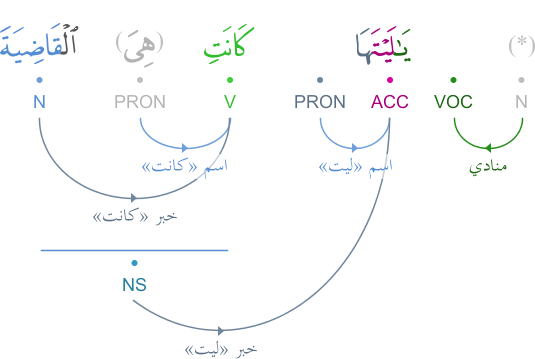 (*) يَـٰلَيْتَهَا كَانَتِ (هِىَ) ٱلْقَاضِيَةَ
N VOC ACC PRON V PRON N
منادي اسم «ليت» اسم «كانت»
خبر «كانت»
NS
خبر «ليت»